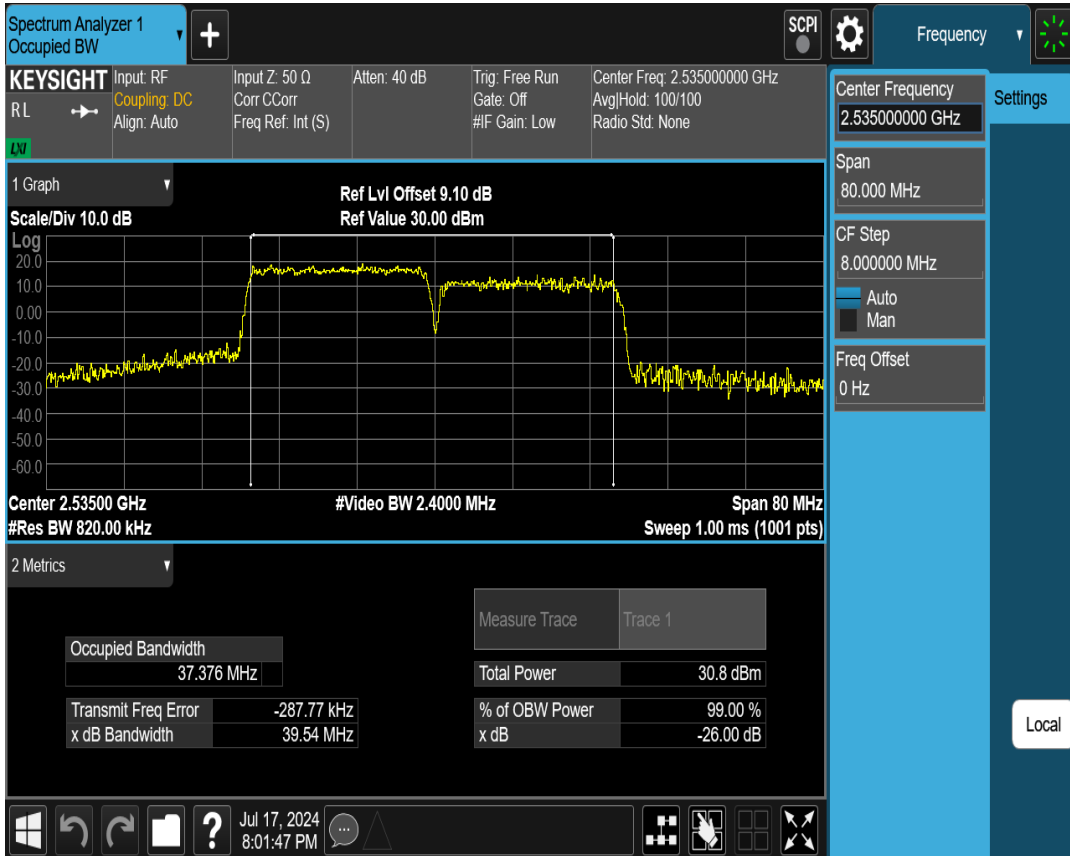 Spectrum Analyzer 1
Occupied BW
+
SCPI
Frequency
KEYSIGHT
RL
LXI
Input: RF
Coupling: DC
Align: Auto
Input Z: 50 Ω
Corr CCorr
Freq Ref: Int (S)
Atten: 40 dB
Trig: Free Run
Gate: Off
#IF Gain: Low
Center Freq: 2.535000000 GHz
Avg|Hold: 100/100
Radio Std: None
Center Frequency
2.535000000 GHz
Settings
Span
80.000 MHz
CF Step
8.000000 MHz
Auto
Man
Freq Offset
0 Hz
Local
1 Graph
Ref Lvl Offset 9.10 dB
Scale/Div 10.0 dB
Ref Value 30.00 dBm
Log
20.0
10.0
0.00
-10.0
-20.0
-30.0
-40.0
-50.0
-60.0
Center 2.53500 GHz
#Video BW 2.4000 MHz
Span 80 MHz
#Res BW 820.00 kHz
Sweep 1.00 ms (1001 pts)
2 Metrics
Measure Trace
Trace 1
Occupied Bandwidth
37.376 MHz
Total Power
30.8 dBm
Transmit Freq Error
-287.77 kHz
% of OBW Power
99.00 %
x dB Bandwidth
39.54 MHz
x dB
-26.00 dB
?
Jul 17, 2024
8:01:47 PM